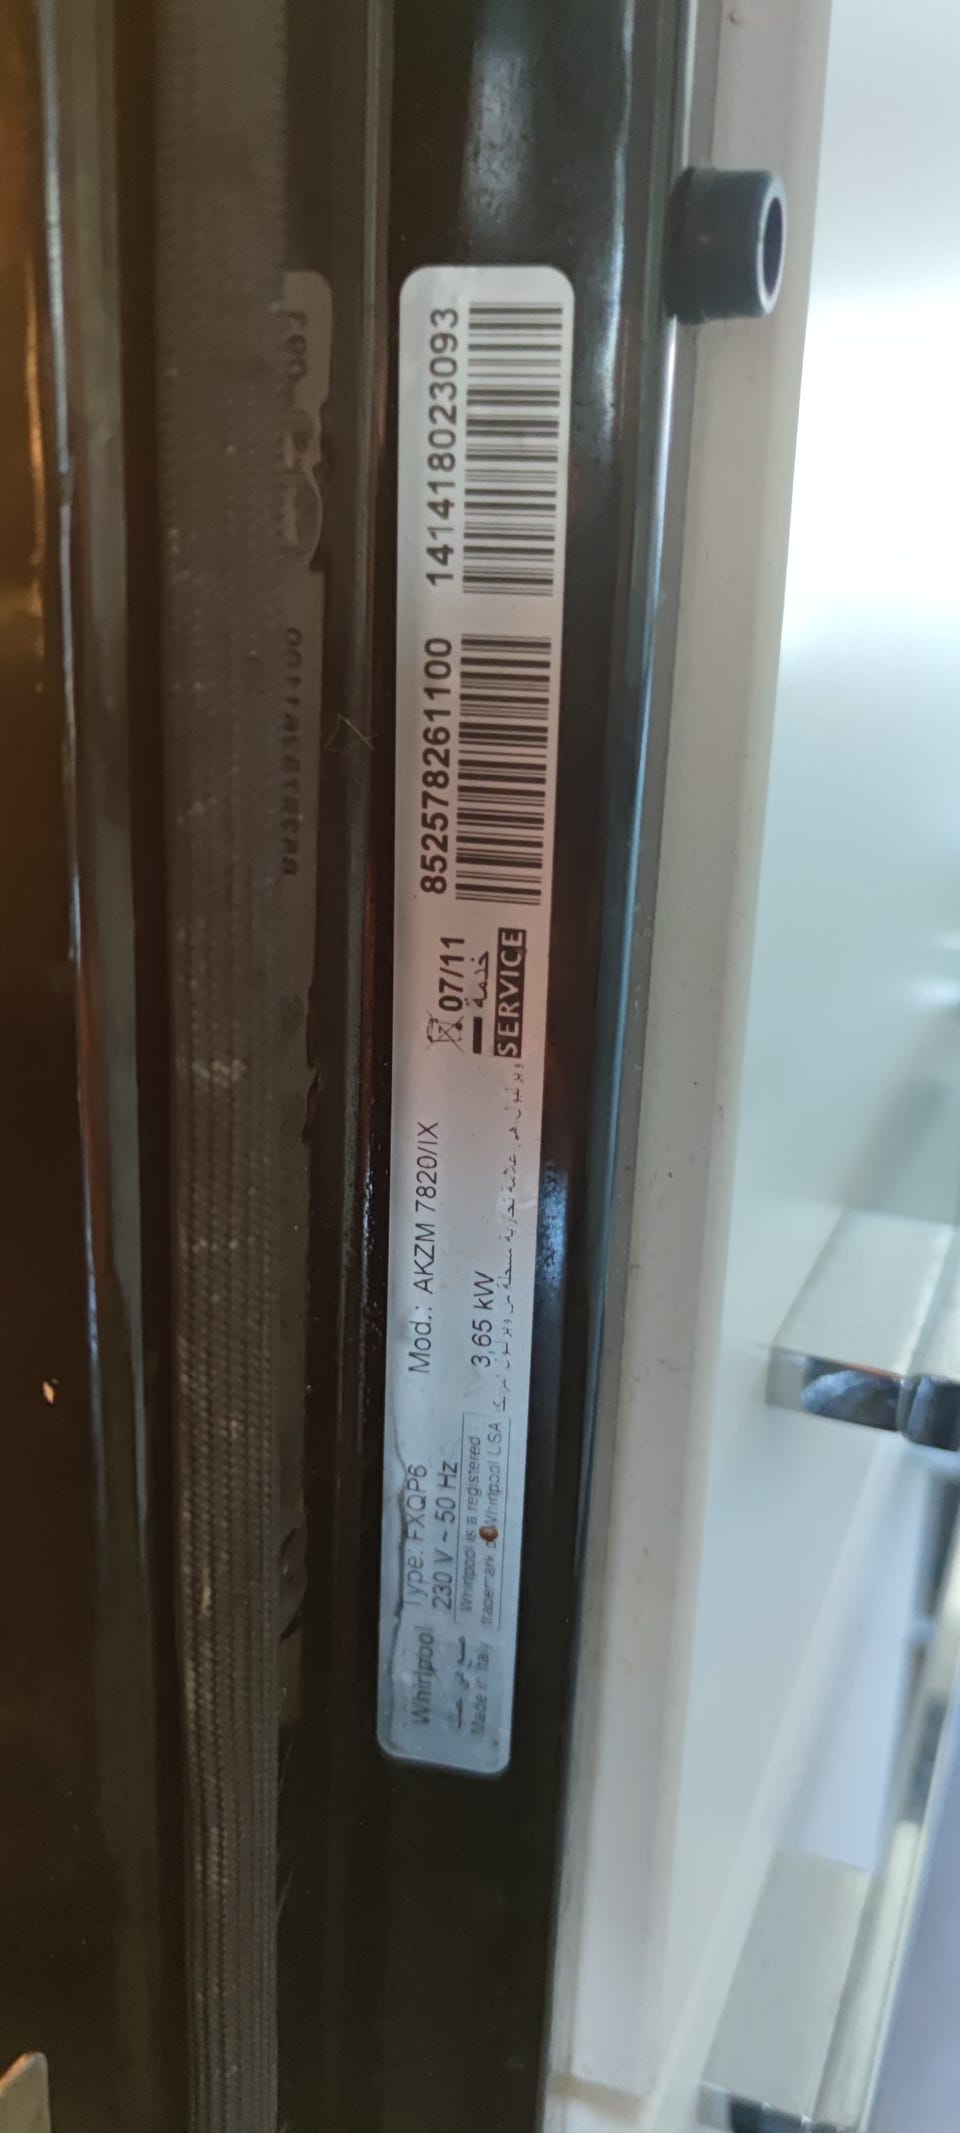 Whirlpool Type: FXQP6 Mod.: AKZM 7820/IX
230 V ~ 50 Hz
3,65 kW
Made in Italy
Whirlpool is a registered
trademark of Whirlpool USA
07/11
خدمة
SERVICE
852578261100
141418023093